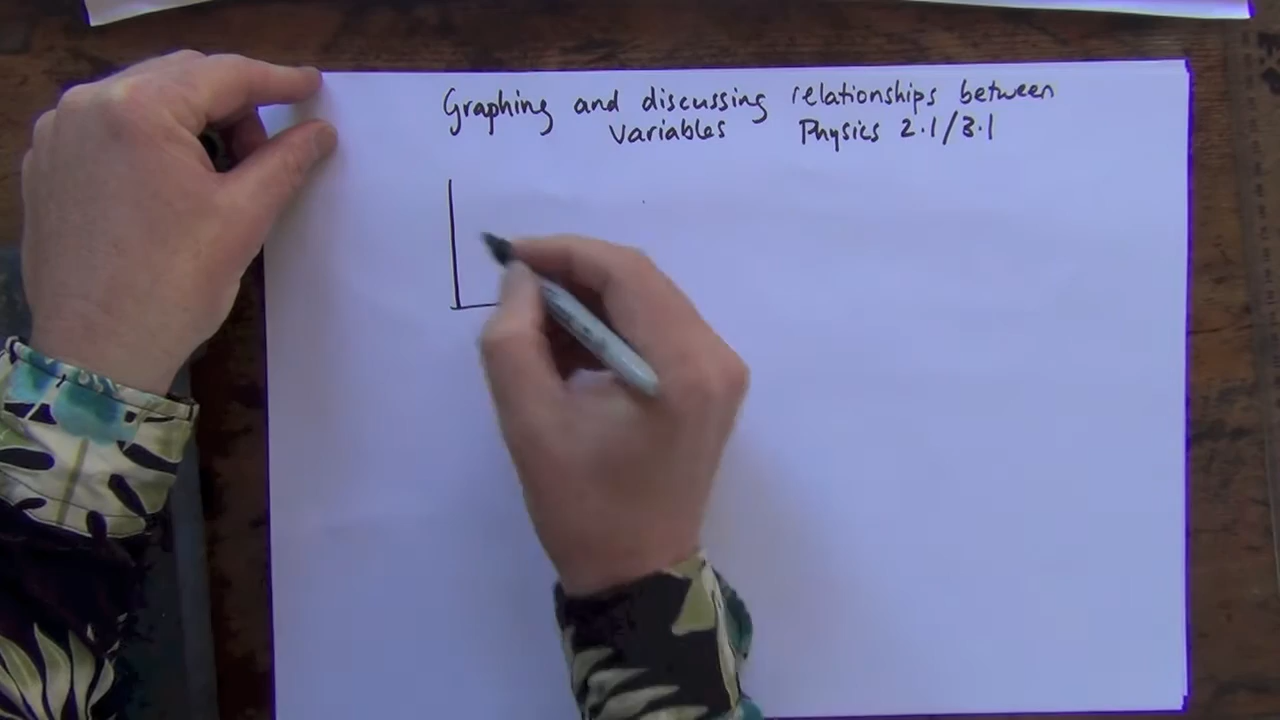 Graphing and discussing relationships between
Variables Physics 2.1/3.1